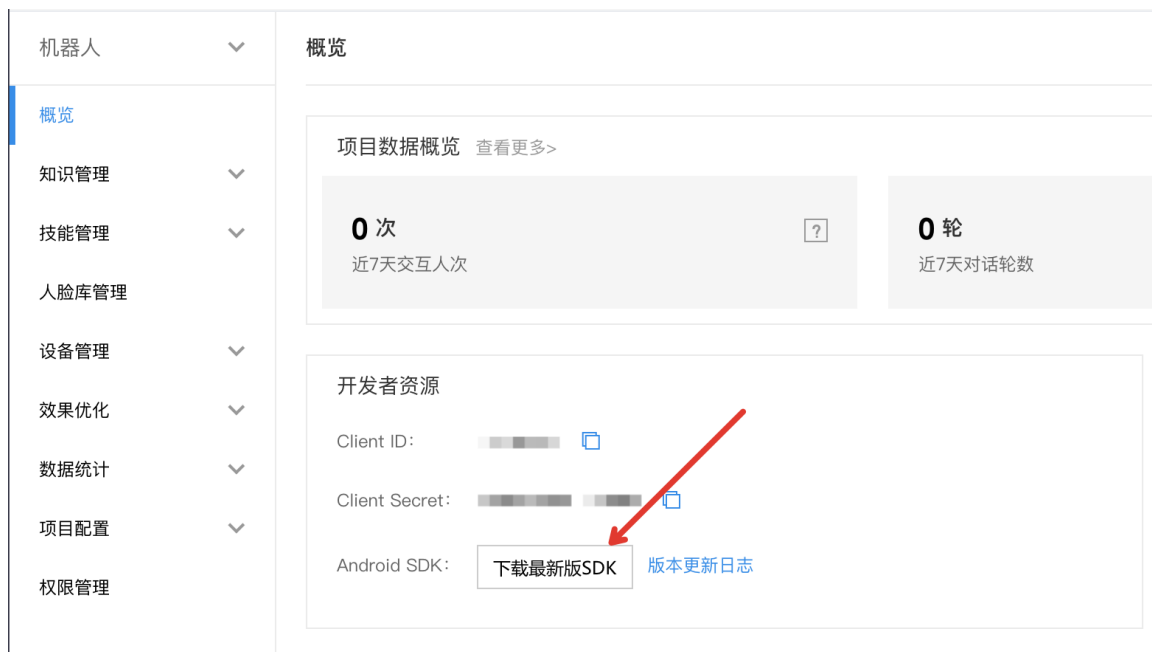 机器人
概览
知识管理
技能管理
人脸库管理
设备管理
效果优化
数据统计
项目配置
权限管理
概览
项目数据概览 查看更多>
0 次 ?
近7天交互人次
0 轮
近7天对话轮数
开发者资源
Client ID：
Client Secret：
Android SDK： 下载最新版SDK 版本更新日志